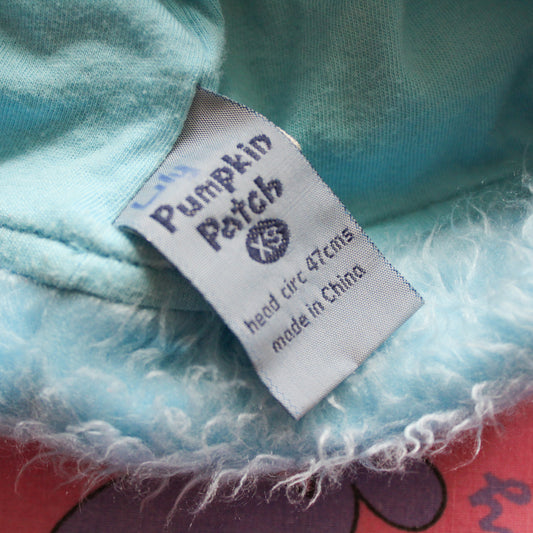 Lily
Pumpkin
Patch
XS
head circ 47cms
made in China